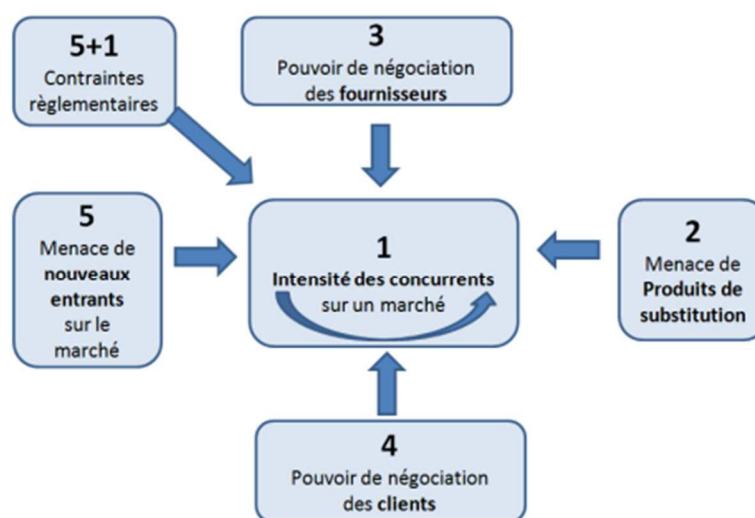 5+1
Contraintes
règlementaires
3
Pouvoir de négociation
des fournisseurs
5
Menace de
nouveaux
entrants
sur le
marché
1
Intensité des concurrents
sur un marché
2
Menace de
Produits de
substitution
4
Pouvoir de négociation
des clients